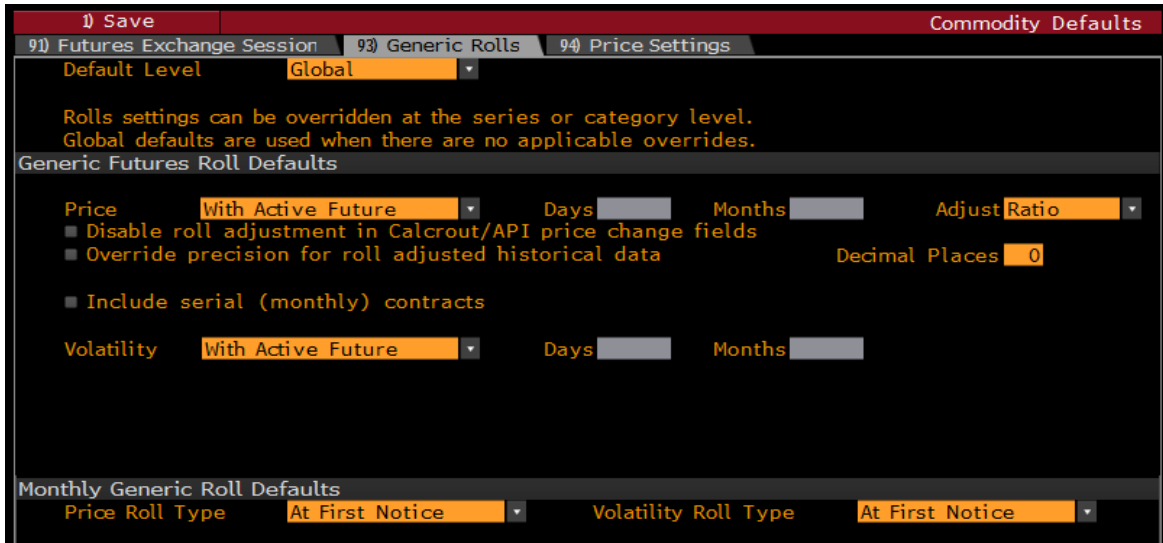 1) Save Commodity Defaults
91) Futures Exchange Session 93) Generic Rolls 94) Price Settings
Default Level Global
Rolls settings can be overridden at the series or category level.
Global defaults are used when there are no applicable overrides.
Generic Futures Roll Defaults
Price With Active Future Days Months Adjust Ratio
Disable roll adjustment in Calcrout/API price change fields
Override precision for roll adjusted historical data Decimal Places 0
Include serial (monthly) contracts
Volatility With Active Future Days Months
Monthly Generic Roll Defaults
Price Roll Type At First Notice Volatility Roll Type At First Notice